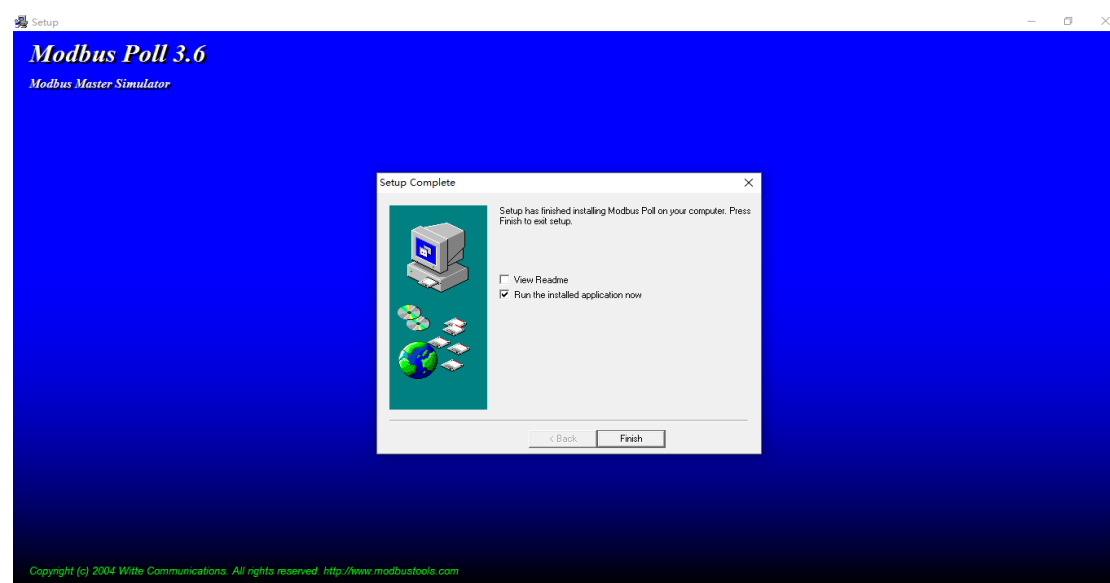 Setup
Modbus Poll 3.6
Modbus Master Simulator
Setup Complete
Setup has finished installing Modbus Poll on your computer. Press
Finish to exit setup.
View Readme
Run the installed application now
< Back
Finish
Copyright (c) 2004 Witte Communications. All rights reserved. http://www.modbustools.com